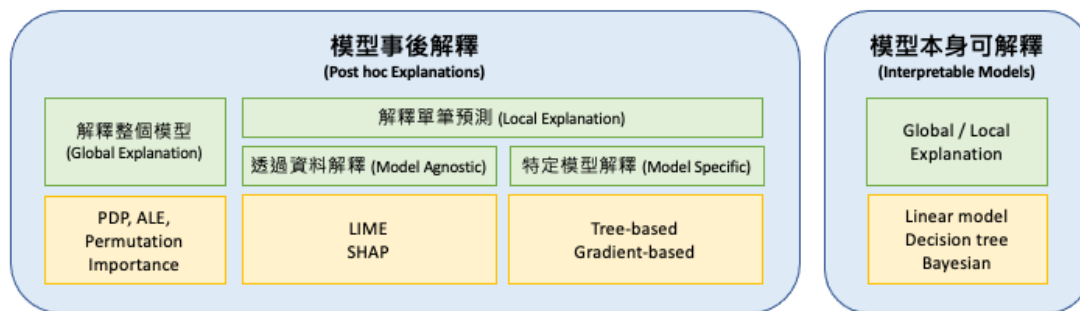 模型事後解釋
(Post hoc Explanations)
解釋整個模型
(Global Explanation)
解釋單筆預測 (Local Explanation)
透過資料解釋 (Model Agnostic)
特定模型解釋 (Model Specific)
PDP, ALE,
Permutation
Importance
LIME
SHAP
Tree-based
Gradient-based
模型本身可解釋
(Interpretable Models)
Global / Local
Explanation
Linear model
Decision tree
Bayesian